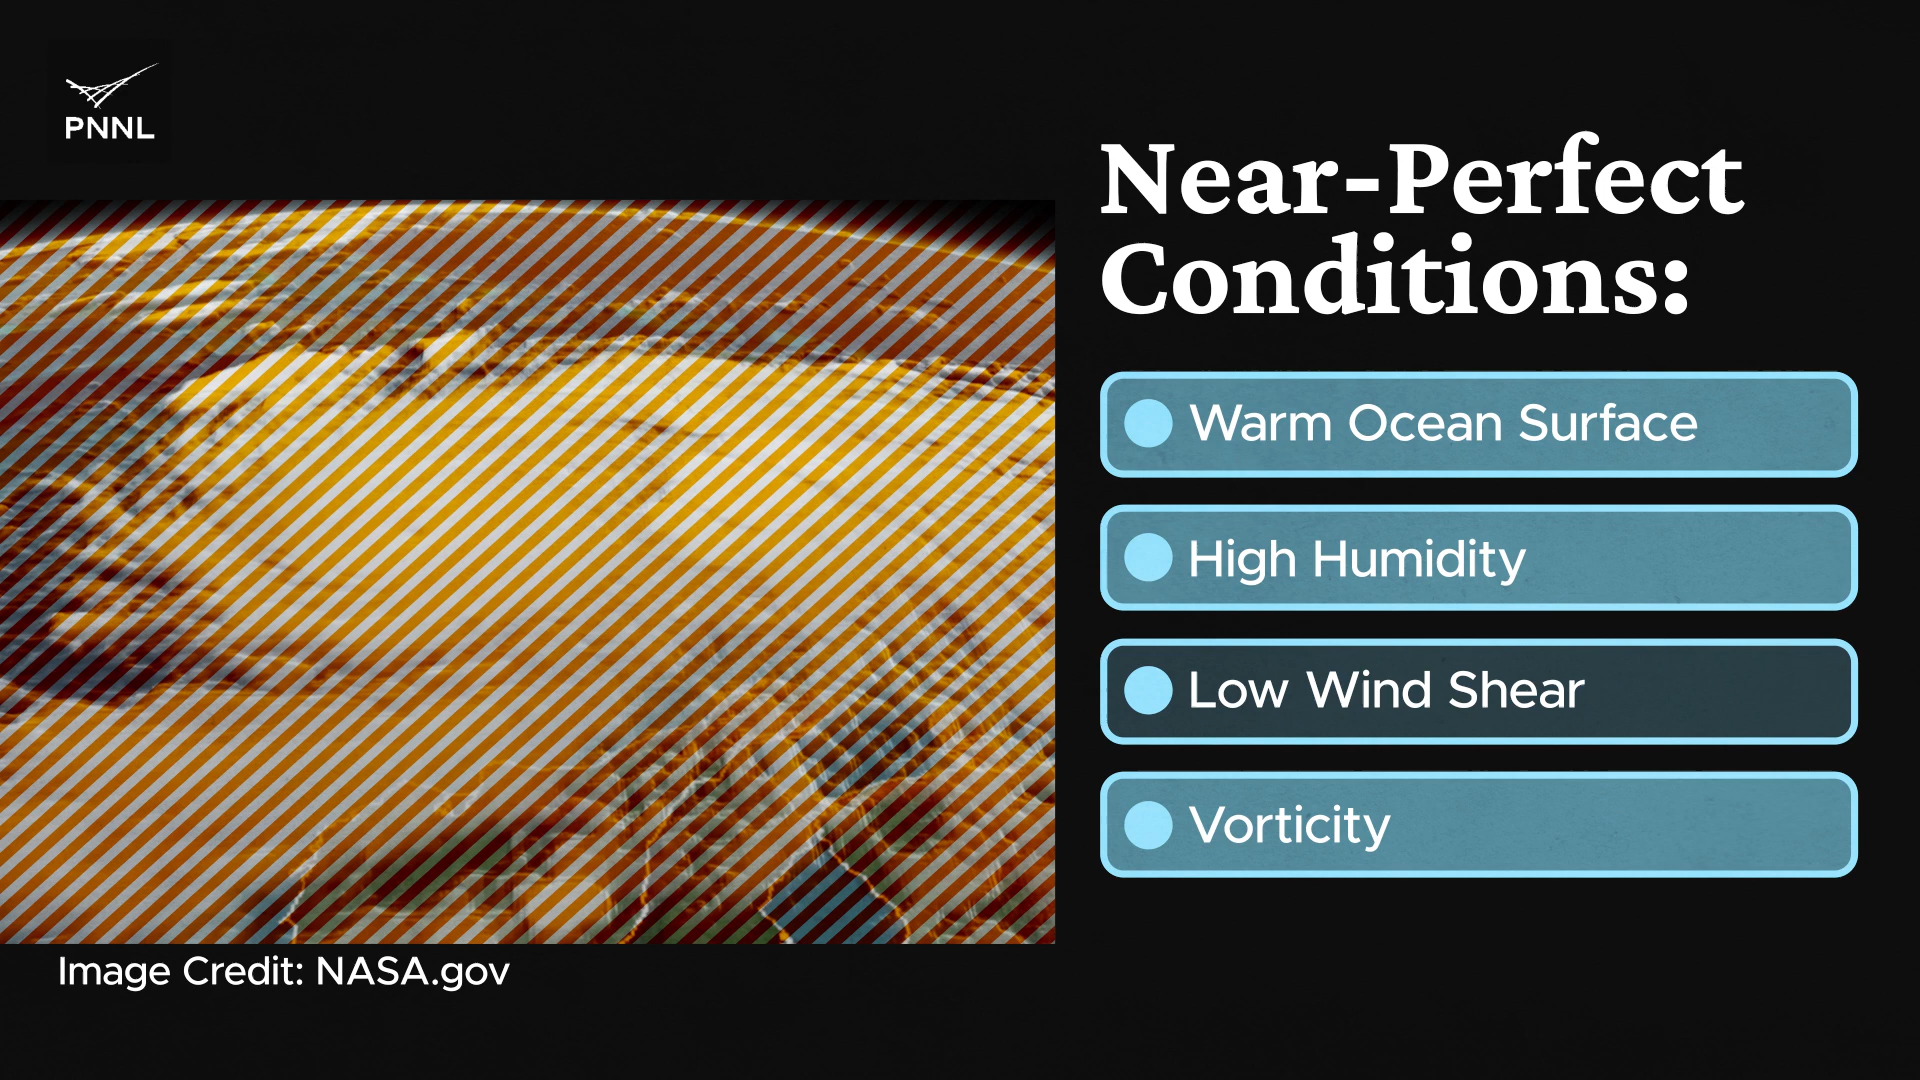 PNNL
Near-Perfect
Conditions:
Warm Ocean Surface
High Humidity
Low Wind Shear
Vorticity
Image Credit: NASA.gov